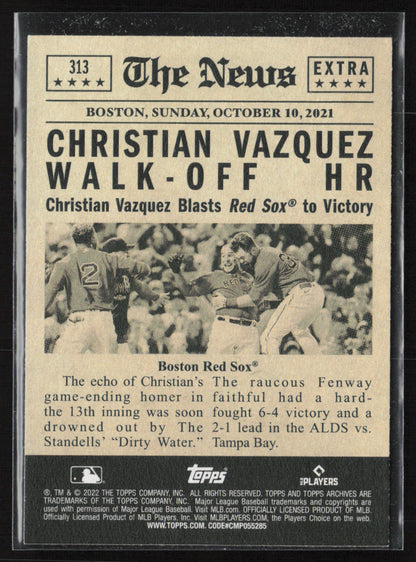 313
The News
EXTRA
BOSTON, SUNDAY, OCTOBER 10, 2021
CHRISTIAN VAZQUEZ
WALK-OFF HR
Christian Vazquez Blasts Red Sox® to Victory
2
RED
Boston Red Sox®
The echo of Christian's
game-ending homer in
the 13th inning was soon
drowned out by The
Standells' "Dirty Water."
The raucous Fenway
faithful had a hard-
fought 6-4 victory and a
2-1 lead in the ALDS vs.
Tampa Bay.
Topps
MLB PLAYERS
®, TM & © 2022 THE TOPPS COMPANY, INC. ALL RIGHTS RESERVED. TOPPS AND TOPPS ARCHIVES ARE
TRADEMARKS OF THE TOPPS COMPANY, INC. Major League Baseball trademarks and copyrights are used with
permission of Major League Baseball. Visit MLB.com. OFFICIALLY LICENSED PRODUCT OF MLB.
Officially Licensed Product of MLB Players, Inc. Visit MLBPLAYERS.com, the Players Choice on the web.
WWW.TOPPS.COM CODE#CMP055285